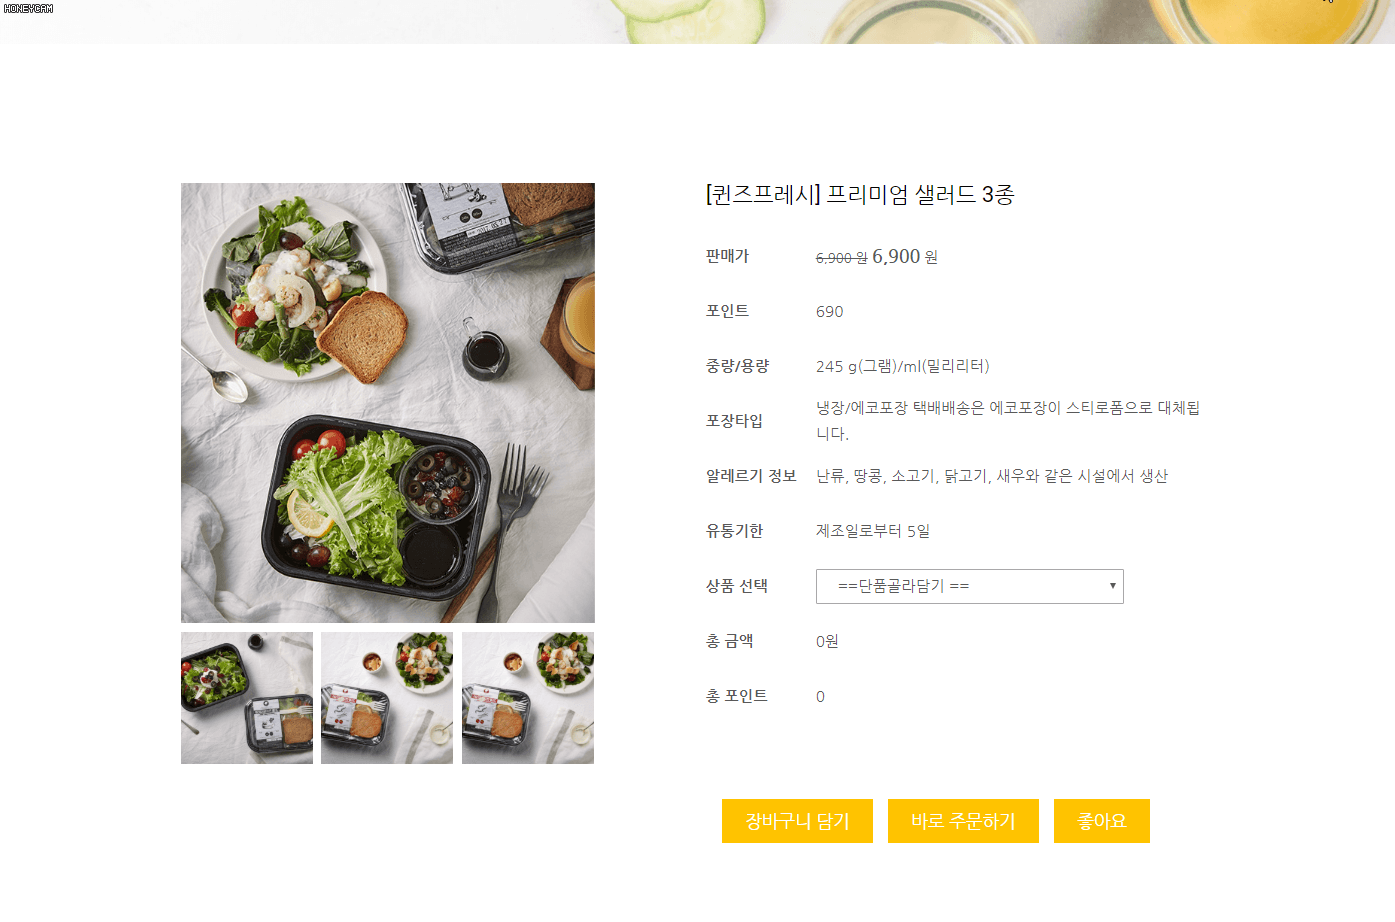 HONEYCAM
[퀸즈프레시] 프리미엄 샐러드 3종
판매가 6,900 원 6,900 원
포인트 690
중량/용량 245 g(그램)/ml(밀리리터)
포장타입 냉장/에코포장 택배배송은 에코포장이 스티로폼으로 대체됩
니다.
알레르기 정보 난류, 땅콩, 소고기, 닭고기, 새우와 같은 시설에서 생산
유통기한 제조일로부터 5일
상품 선택 ==단품골라담기 ==
총 금액 0원
총 포인트 0
장바구니 담기 바로 주문하기 좋아요